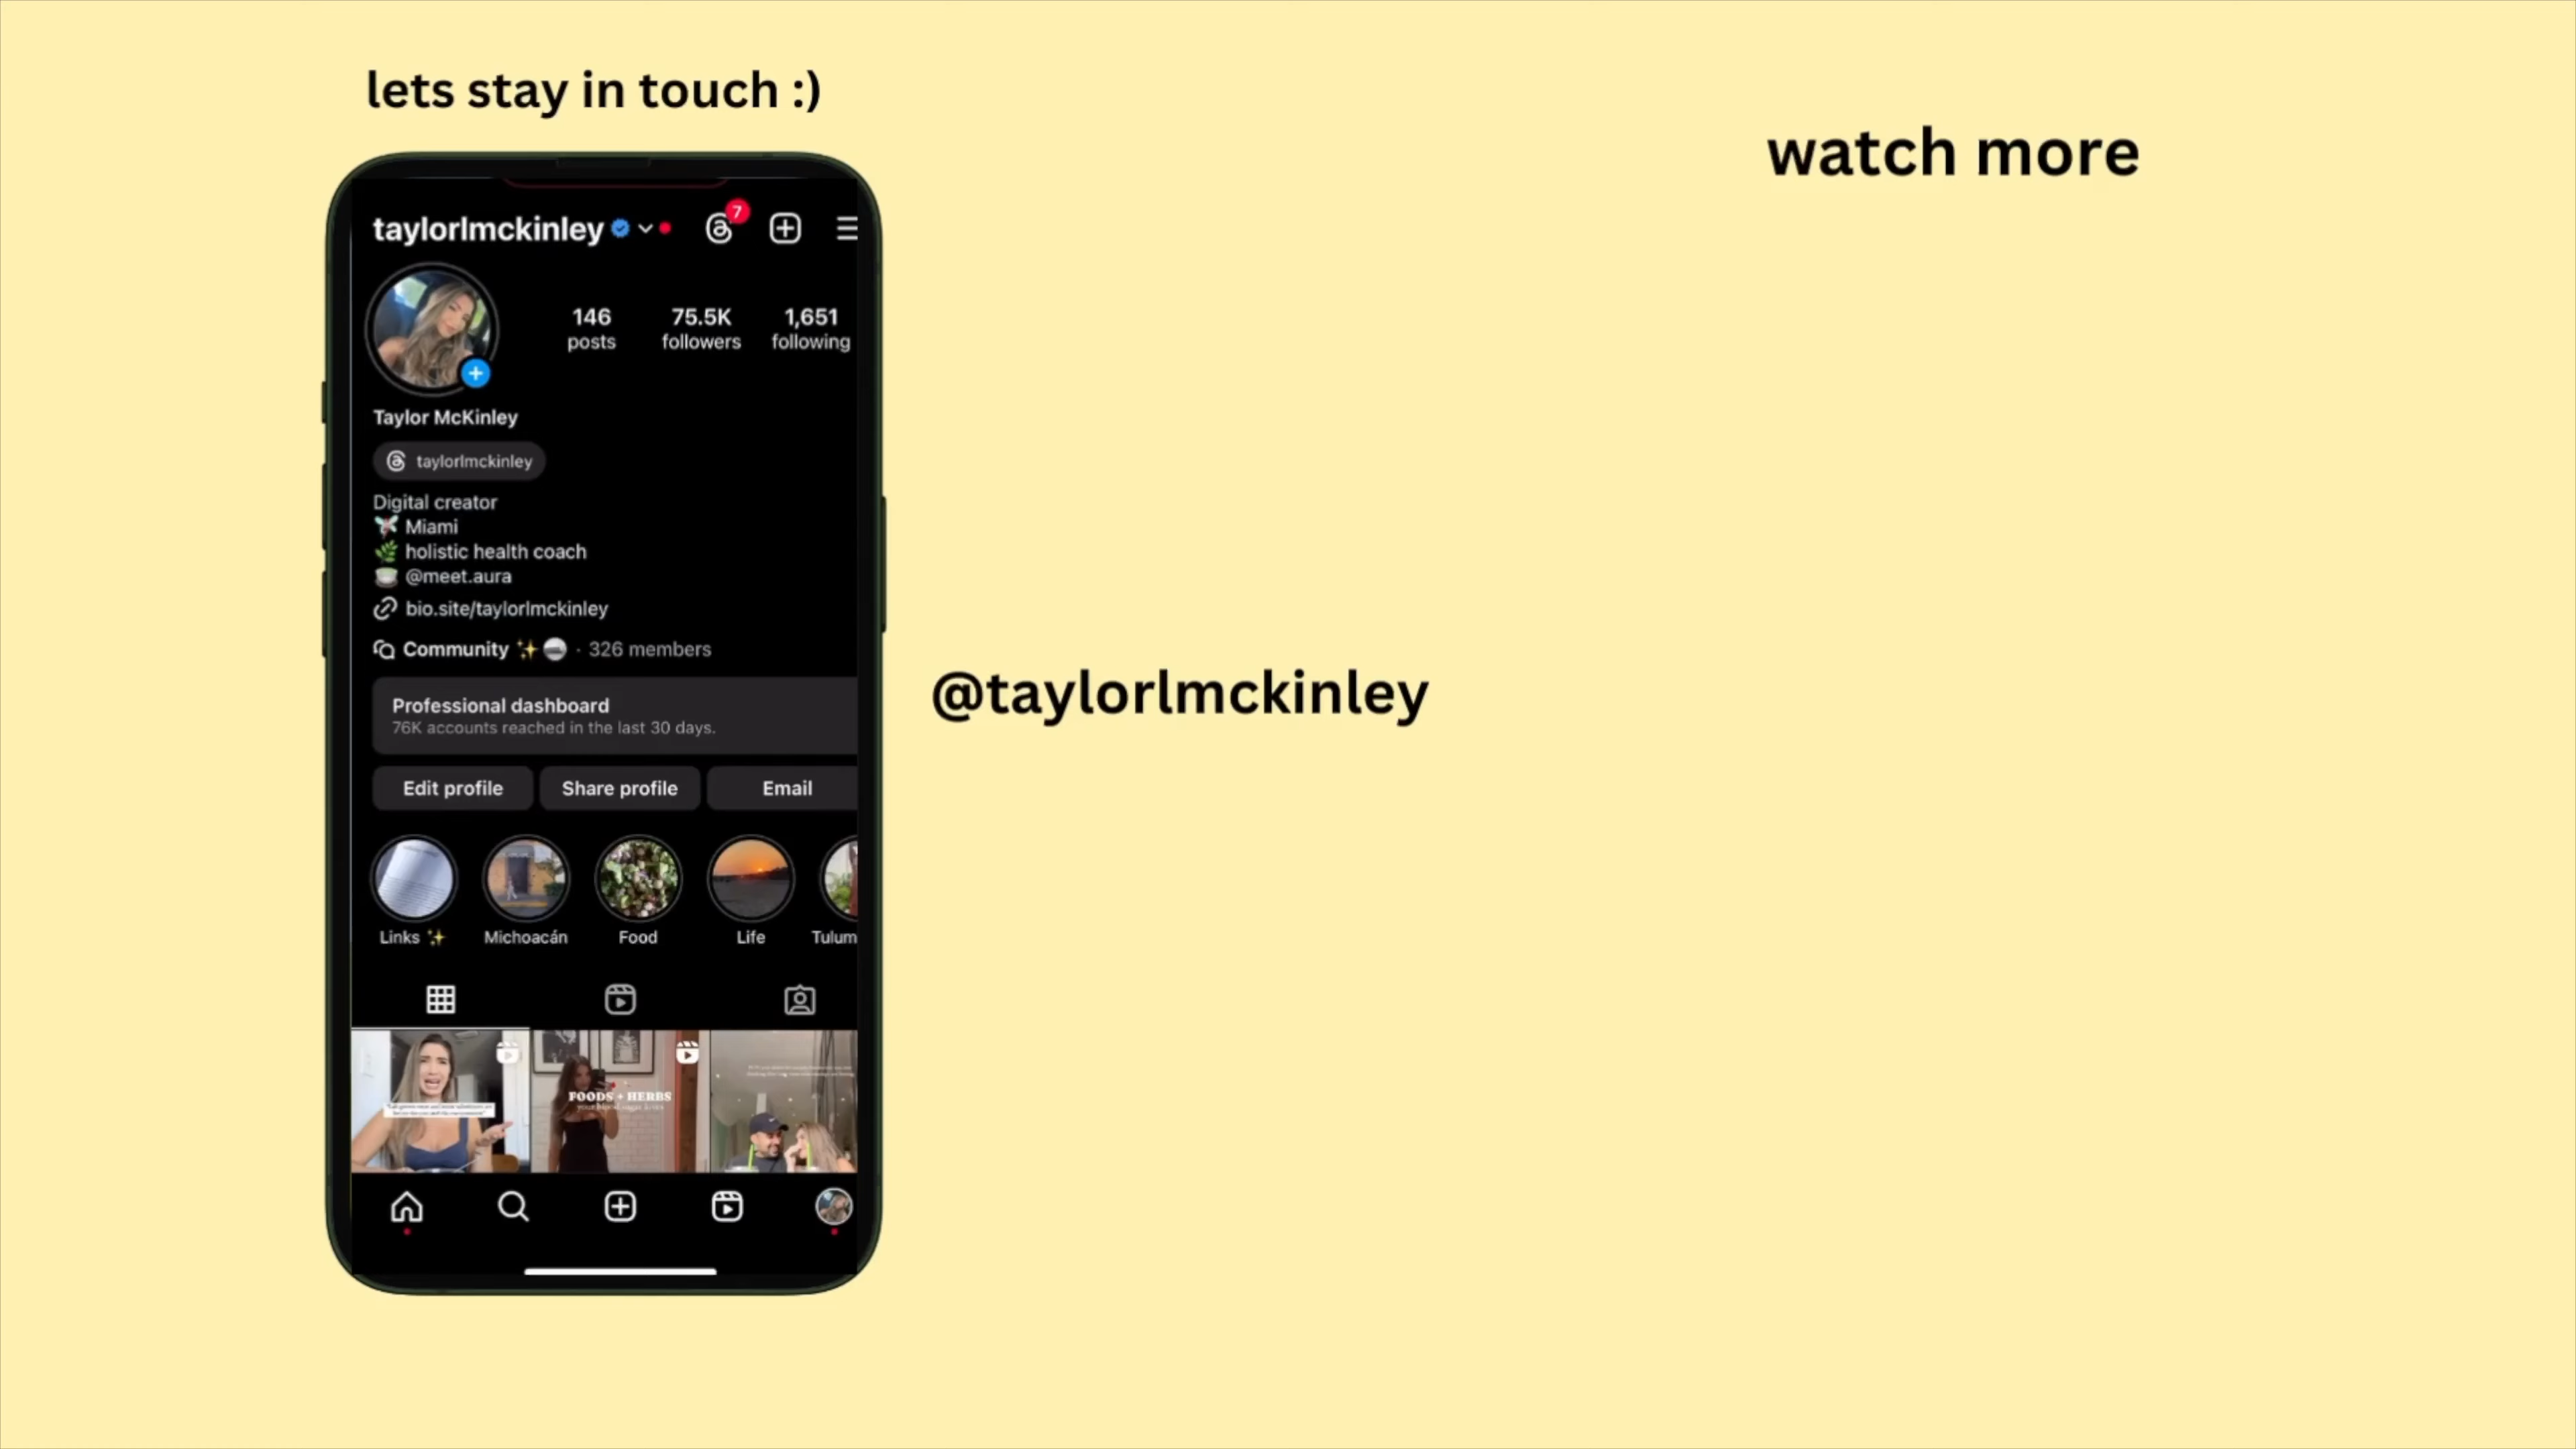 lets stay in touch :)
watch more
taylorlmckinley
7
146
posts
75.5K
followers
1,651
following
Taylor McKinley
taylorlmckinley
Digital creator
Miami
holistic health coach
@meet.aura
bio.site/taylorlmckinley
Community ✨ · 326 members
@taylorlmckinley
Professional dashboard
76K accounts reached in the last 30 days.
Edit profile
Share profile
Email
Links ✨
Michoacán
Food
Life
Tulum
FOODS + HERBS